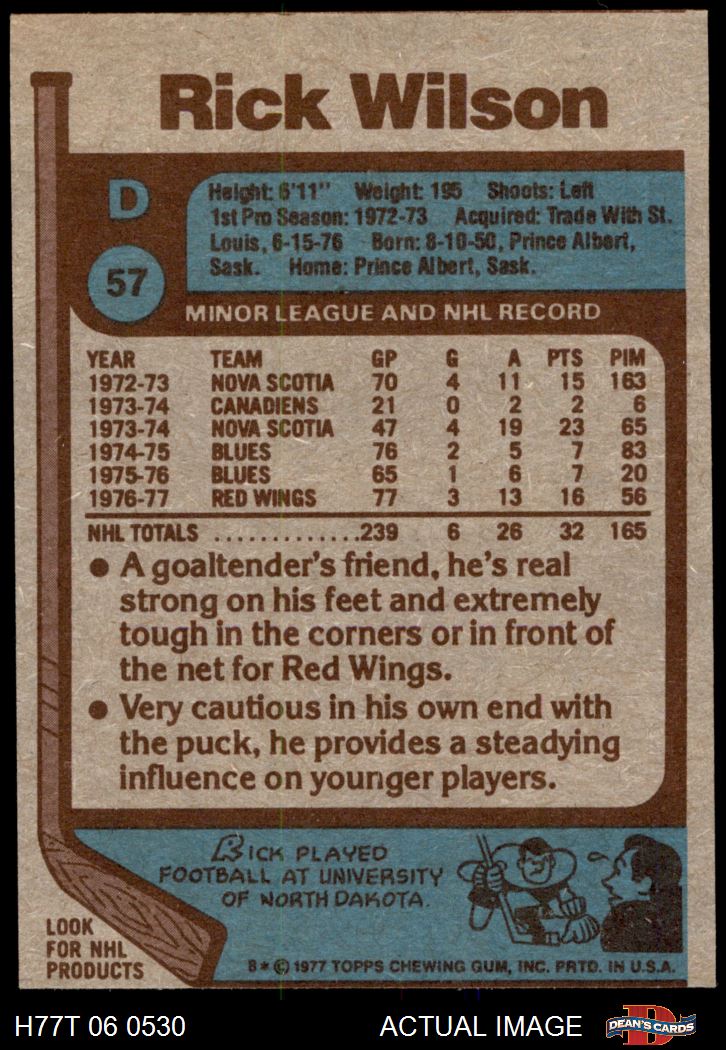 Rick Wilson
D
57
Height: 6'11" Weight: 195 Shoots: Left
1st Pro Season: 1972-73 Acquired: Trade With St.
Louis, 6-15-76 Born: 8-10-50, Prince Albert,
Sask. Home: Prince Albert, Sask.
MINOR LEAGUE AND NHL RECORD
YEAR TEAM GP G A PTS PIM
1972-73 NOVA SCOTIA 70 4 11 15 163
1973-74 CANADIENS 21 0 2 2 6
1973-74 NOVA SCOTIA 47 4 19 23 65
1974-75 BLUES 76 2 5 7 83
1975-76 BLUES 65 1 6 7 20
1976-77 RED WINGS 77 3 13 16 56
NHL TOTALS .............239 6 26 32 165
● A goaltender's friend, he's real
strong on his feet and extremely
tough in the corners or in front of
the net for Red Wings.
● Very cautious in his own end with
the puck, he provides a steadying
influence on younger players.
RICK PLAYED
FOOTBALL AT UNIVERSITY
OF NORTH DAKOTA.
LOOK
FOR NHL
PRODUCTS
B * © 1977 TOPPS CHEWING GUM, INC. PRTD. IN U.S.A.
H77T 06 0530 ACTUAL IMAGE DEAN'S CARDS